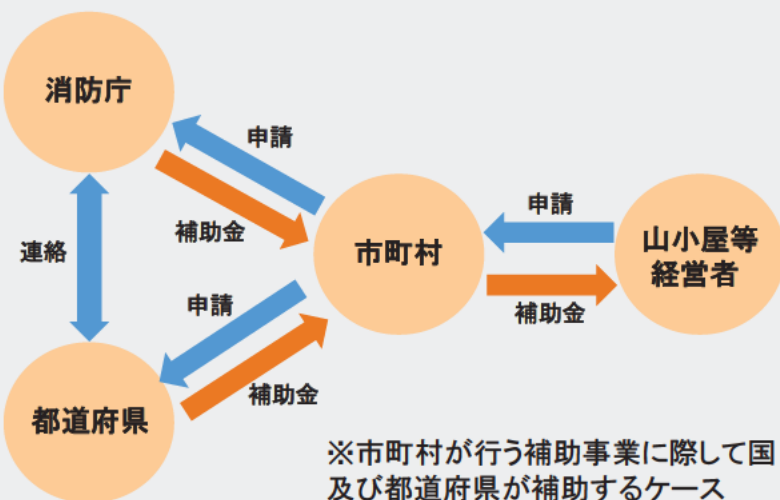 消防庁
申請
補助金
連絡
市町村
申請
山小屋等
経営者
補助金
申請
補助金
都道府県
※市町村が行う補助事業に際して国
及び都道府県が補助するケース